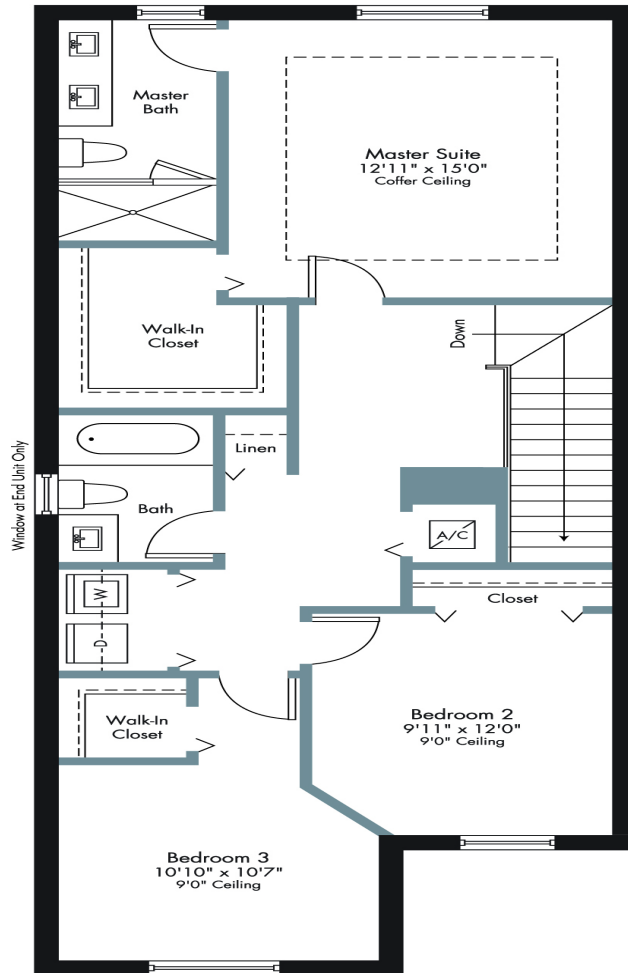 Master
Bath
Master Suite
12'11" x 15'0"
Coffer Ceiling
Walk-In
Closet
Down
Linen
Window at End Unit Only
Bath
A/C
W
D
Closet
Bedroom 2
9'11" x 12'0"
9'0" Ceiling
Walk-In
Closet
Bedroom 3
10'10" x 10'7"
9'0" Ceiling